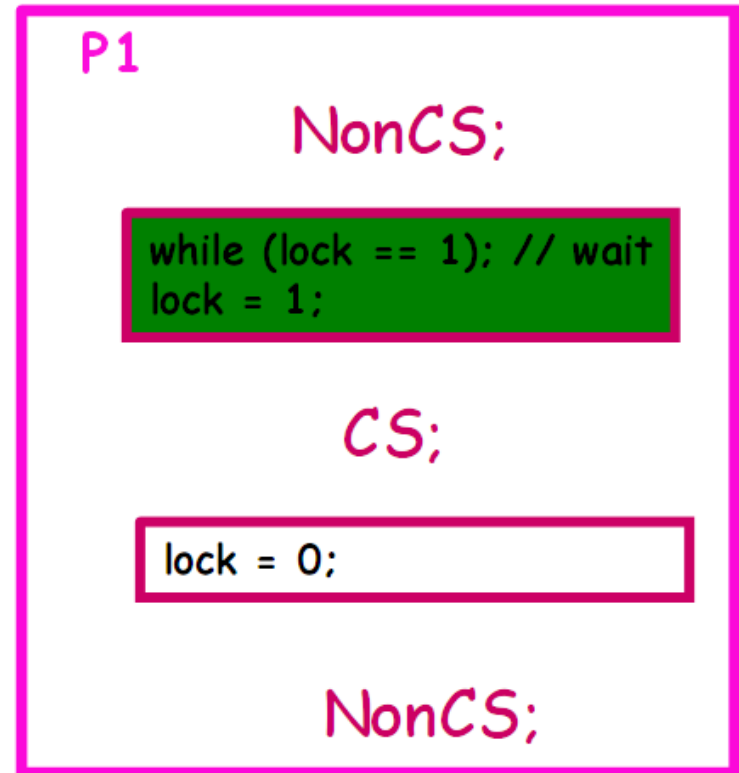 P1
NonCS;
while (lock == 1); // wait
lock = 1;
CS;
lock = 0;
NonCS;